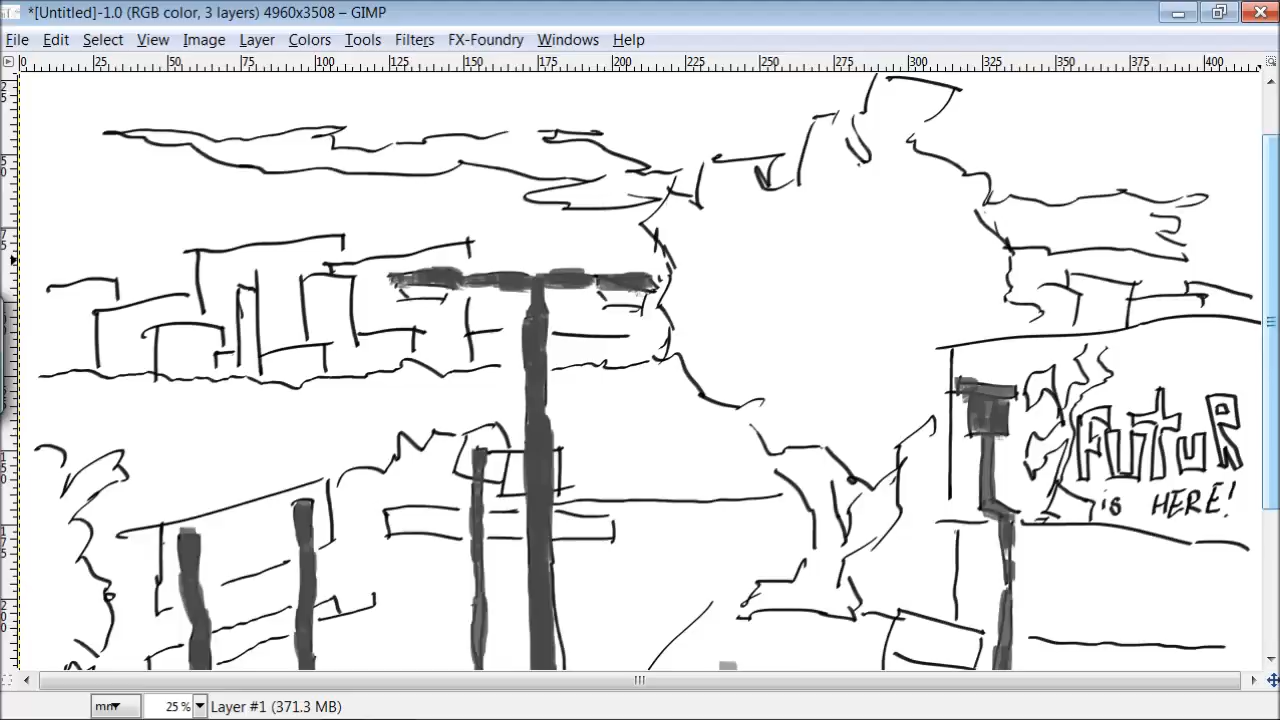 *[Untitled]-1.0 (RGB color, 3 layers) 4960x3508 – GIMP
File Edit Select View Image Layer Colors Tools Filters FX-Foundry Windows Help
0 25 50 75 100 125 150 175 200 225 250 275 300 325 350 375 400
FUTUR
is HERE!
mm 25 % Layer #1 (371.3 MB)